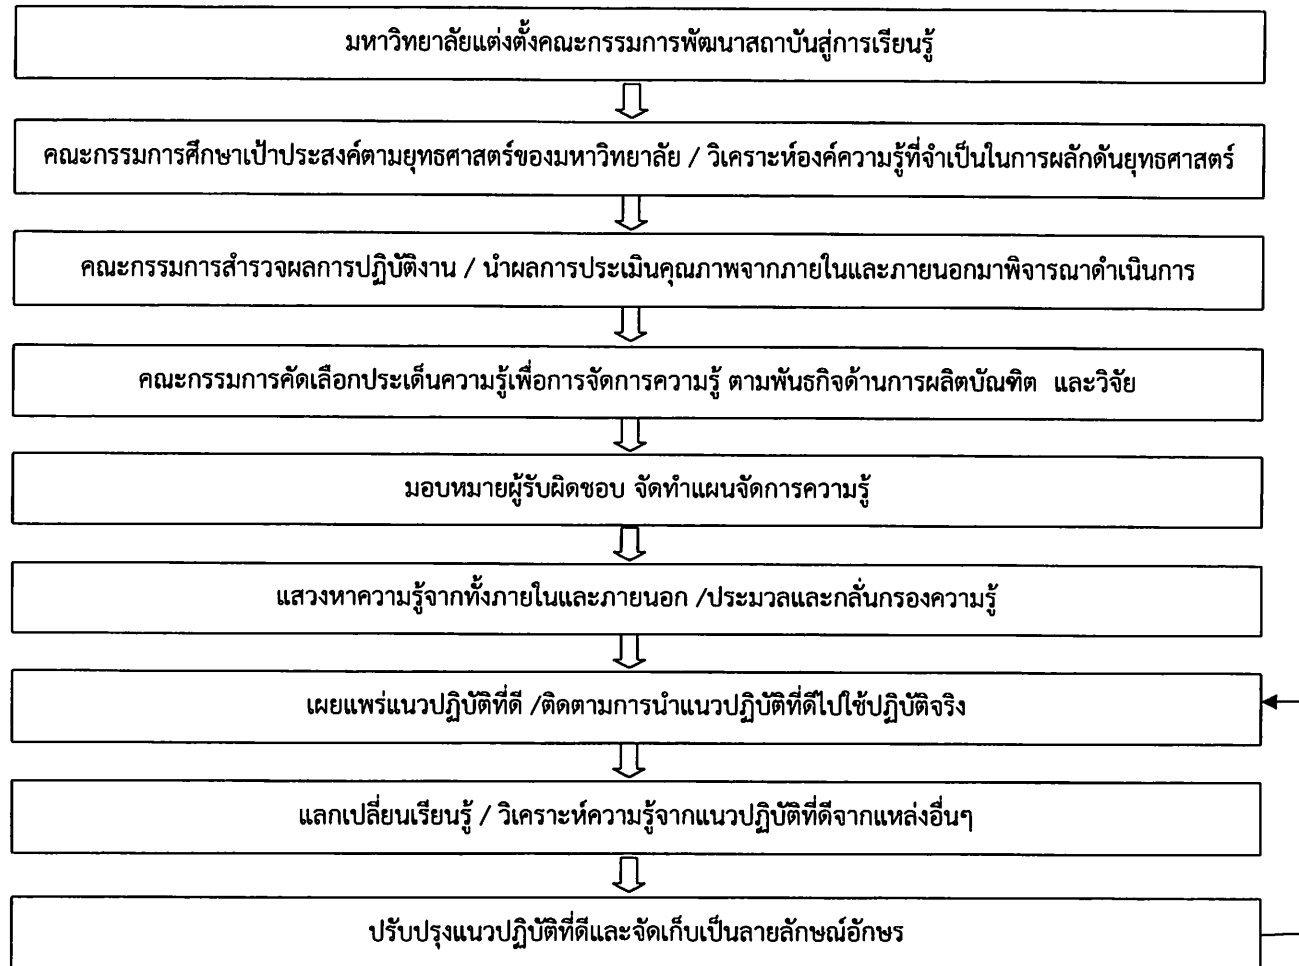 มหาวิทยาลัยแต่งตั้งคณะกรรมการพัฒนาสถาบันสู่การเรียนรู้
คณะกรรมการศึกษาเป้าประสงค์ตามยุทธศาสตร์ของมหาวิทยาลัย / วิเคราะห์องค์ความรู้ที่จำเป็นในการผลักดันยุทธศาสตร์
คณะกรรมการสำรวจผลการปฏิบัติงาน / นำผลการประเมินคุณภาพจากภายในและภายนอกมาพิจารณาดำเนินการ
คณะกรรมการคัดเลือกประเด็นความรู้เพื่อการจัดการความรู้ ตามพันธกิจด้านการผลิตบัณฑิต และวิจัย
มอบหมายผู้รับผิดชอบ จัดทำแผนจัดการความรู้
แสวงหาความรู้จากทั้งภายในและภายนอก /ประมวลและกลั่นกรองความรู้
เผยแพร่แนวปฏิบัติที่ดี /ติดตามการนำแนวปฏิบัติที่ดีไปใช้ปฏิบัติจริง
แลกเปลี่ยนเรียนรู้ / วิเคราะห์ความรู้จากแนวปฏิบัติที่ดีจากแหล่งอื่นๆ
ปรับปรุงแนวปฏิบัติที่ดีและจัดเก็บเป็นลายลักษณ์อักษร